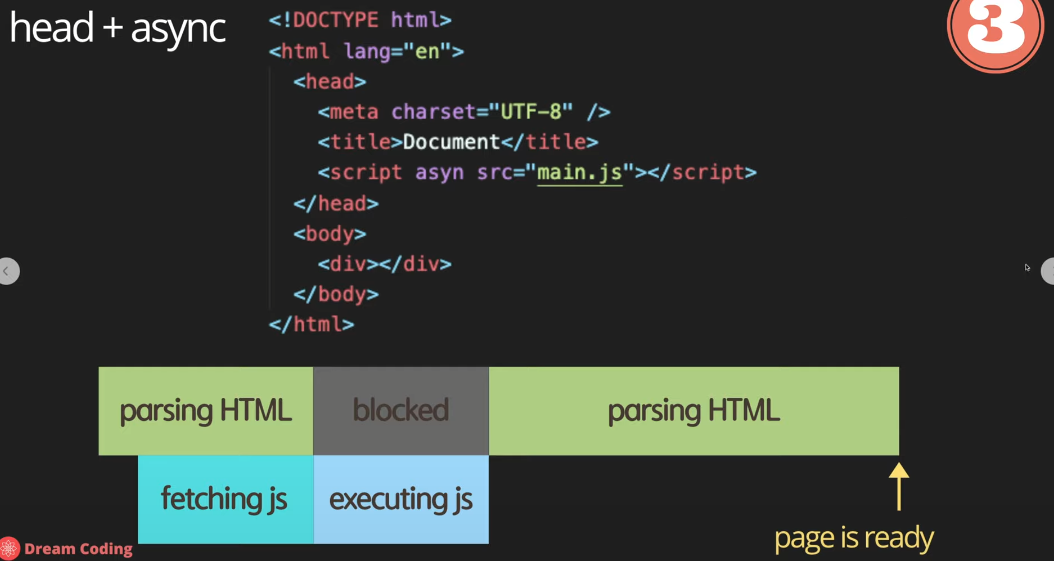 head + async
3
<!DOCTYPE html>
<html lang="en">
<head>
<meta charset="UTF-8" />
<title>Document</title>
<script asyn src="main.js"></script>
</head>
<body>
<div></div>
</body>
</html>
parsing HTML blocked parsing HTML
fetching js executing js
page is ready
Dream Coding